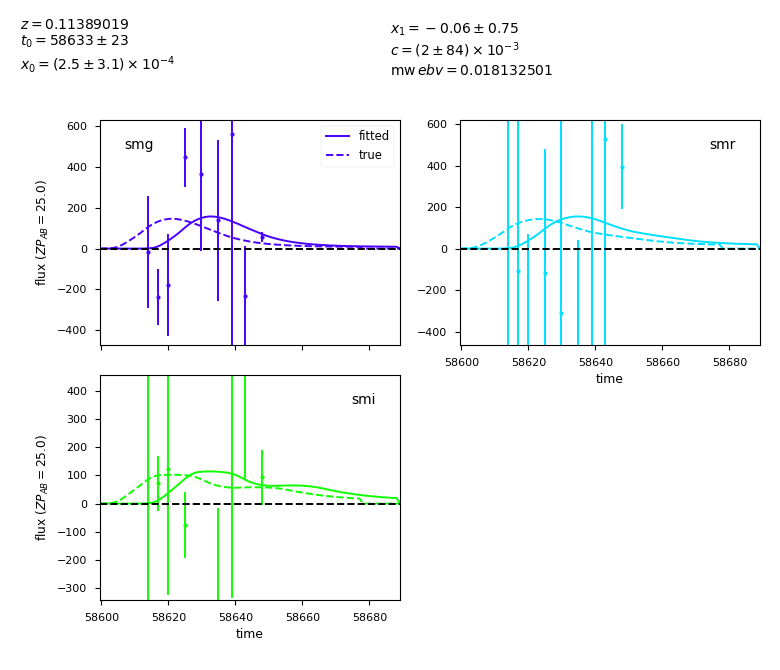 z = 0.11389019
t₀ = 58633 ± 23
x₀ = (2.5 ± 3.1) × 10⁻⁴
x₁ = − 0.06 ± 0.75
c = (2 ± 84) × 10⁻³
mw ebv = 0.018132501
smg
fitted
true
600
400
200
0
−200
−400
flux (ZP_AB = 25.0)
smr
600
400
200
0
−200
−400
58600 58620 58640 58660 58680
time
smi
400
300
200
100
0
−100
−200
−300
flux (ZP_AB = 25.0)
58600 58620 58640 58660 58680
time